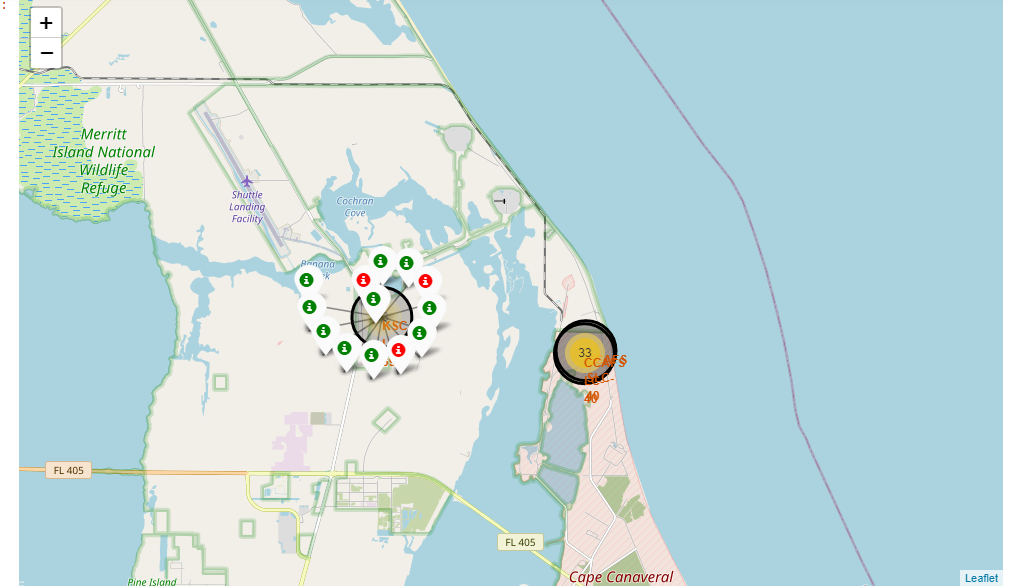 :
+
−
Merritt
Island National
Wildlife
Refuge
Shuttle
Landing
Facility
Cochran
Cove
Banana
KSC
33
FL 405
FL 405
Cape Canaveral
Pine Island
Leaflet